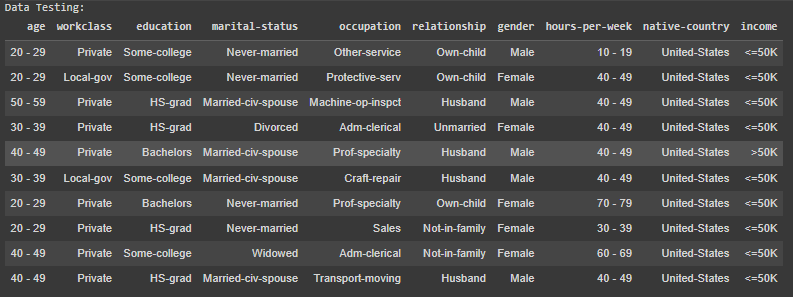 Data Testing:
age workclass education marital-status occupation relationship gender hours-per-week native-country income
20 - 29 Private Some-college Never-married Other-service Own-child Male 10 - 19 United-States <=50K
20 - 29 Local-gov Some-college Never-married Protective-serv Own-child Female 40 - 49 United-States <=50K
50 - 59 Private HS-grad Married-civ-spouse Machine-op-inspct Husband Male 40 - 49 United-States <=50K
30 - 39 Private HS-grad Divorced Adm-clerical Unmarried Female 40 - 49 United-States <=50K
40 - 49 Private Bachelors Married-civ-spouse Prof-specialty Husband Male 40 - 49 United-States >50K
30 - 39 Local-gov Some-college Married-civ-spouse Craft-repair Husband Male 40 - 49 United-States <=50K
20 - 29 Private Bachelors Never-married Prof-specialty Own-child Female 70 - 79 United-States <=50K
20 - 29 Private HS-grad Never-married Sales Not-in-family Female 30 - 39 United-States <=50K
40 - 49 Private Some-college Widowed Adm-clerical Not-in-family Female 60 - 69 United-States <=50K
40 - 49 Private HS-grad Married-civ-spouse Transport-moving Husband Male 40 - 49 United-States <=50K